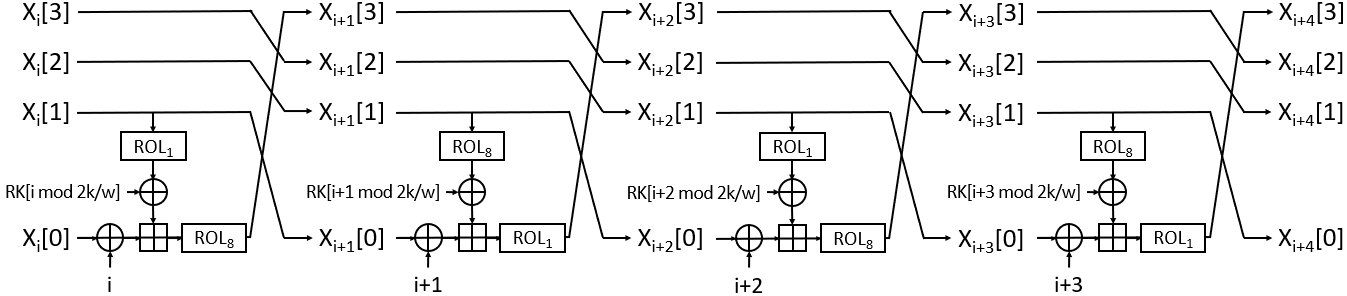 Xi[3] Xi+1[3] Xi+2[3] Xi+3[3] Xi+4[3]
Xi[2] Xi+1[2] Xi+2[2] Xi+3[2] Xi+4[2]
Xi[1] Xi+1[1] Xi+2[1] Xi+3[1] Xi+4[1]
ROL1 ROL8 ROL1 ROL8
RK[i mod 2k/w] RK[i+1 mod 2k/w] RK[i+2 mod 2k/w] RK[i+3 mod 2k/w]
Xi[0] ROL8 Xi+1[0] ROL1 Xi+2[0] ROL8 Xi+3[0] ROL1 Xi+4[0]
i i+1 i+2 i+3